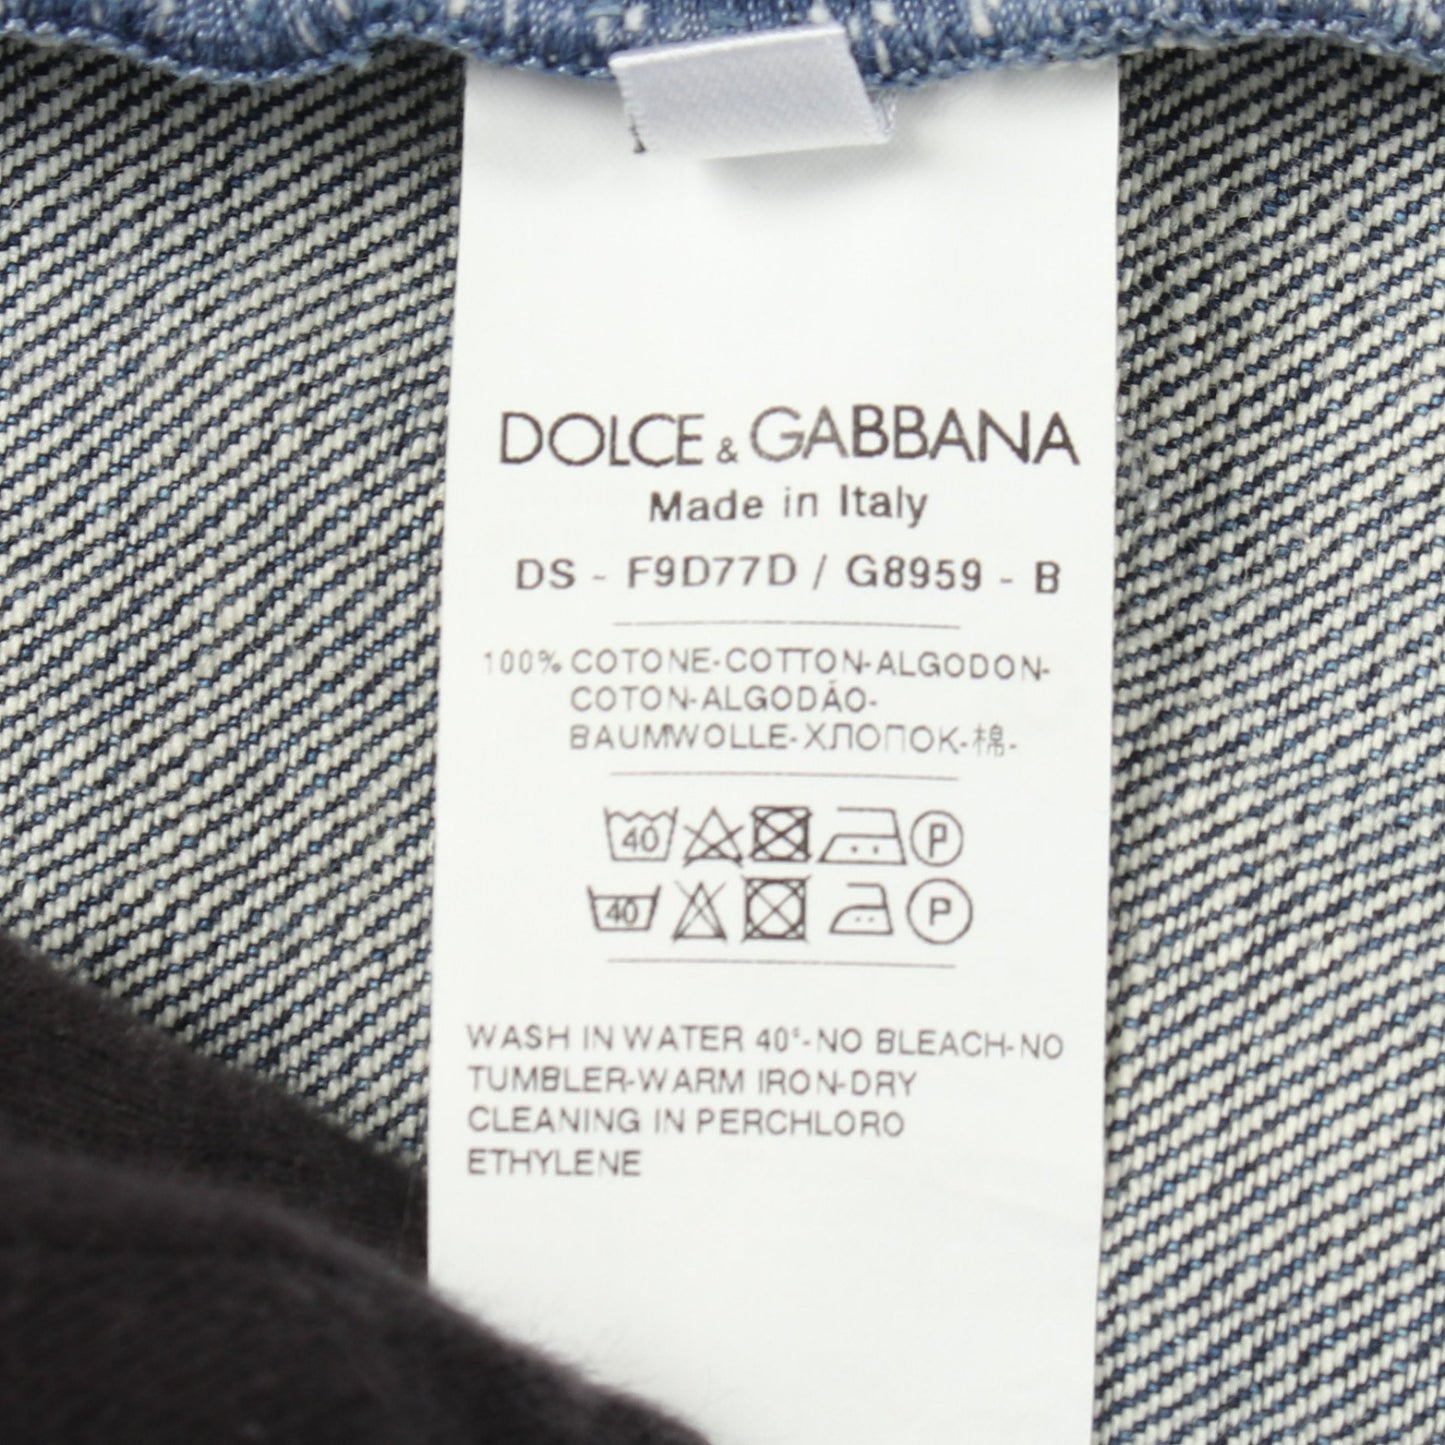 DOLCE & GABBANA
Made in Italy
DS - F9D77D / G8959 - B
100% COTONE-COTTON-ALGODON-
COTON-ALGODÃO-
BAUMWOLLE-ХЛОПОК-棉-
40 P
40 P
WASH IN WATER 40°-NO BLEACH-NO
TUMBLER-WARM IRON-DRY
CLEANING IN PERCHLORO
ETHYLENE